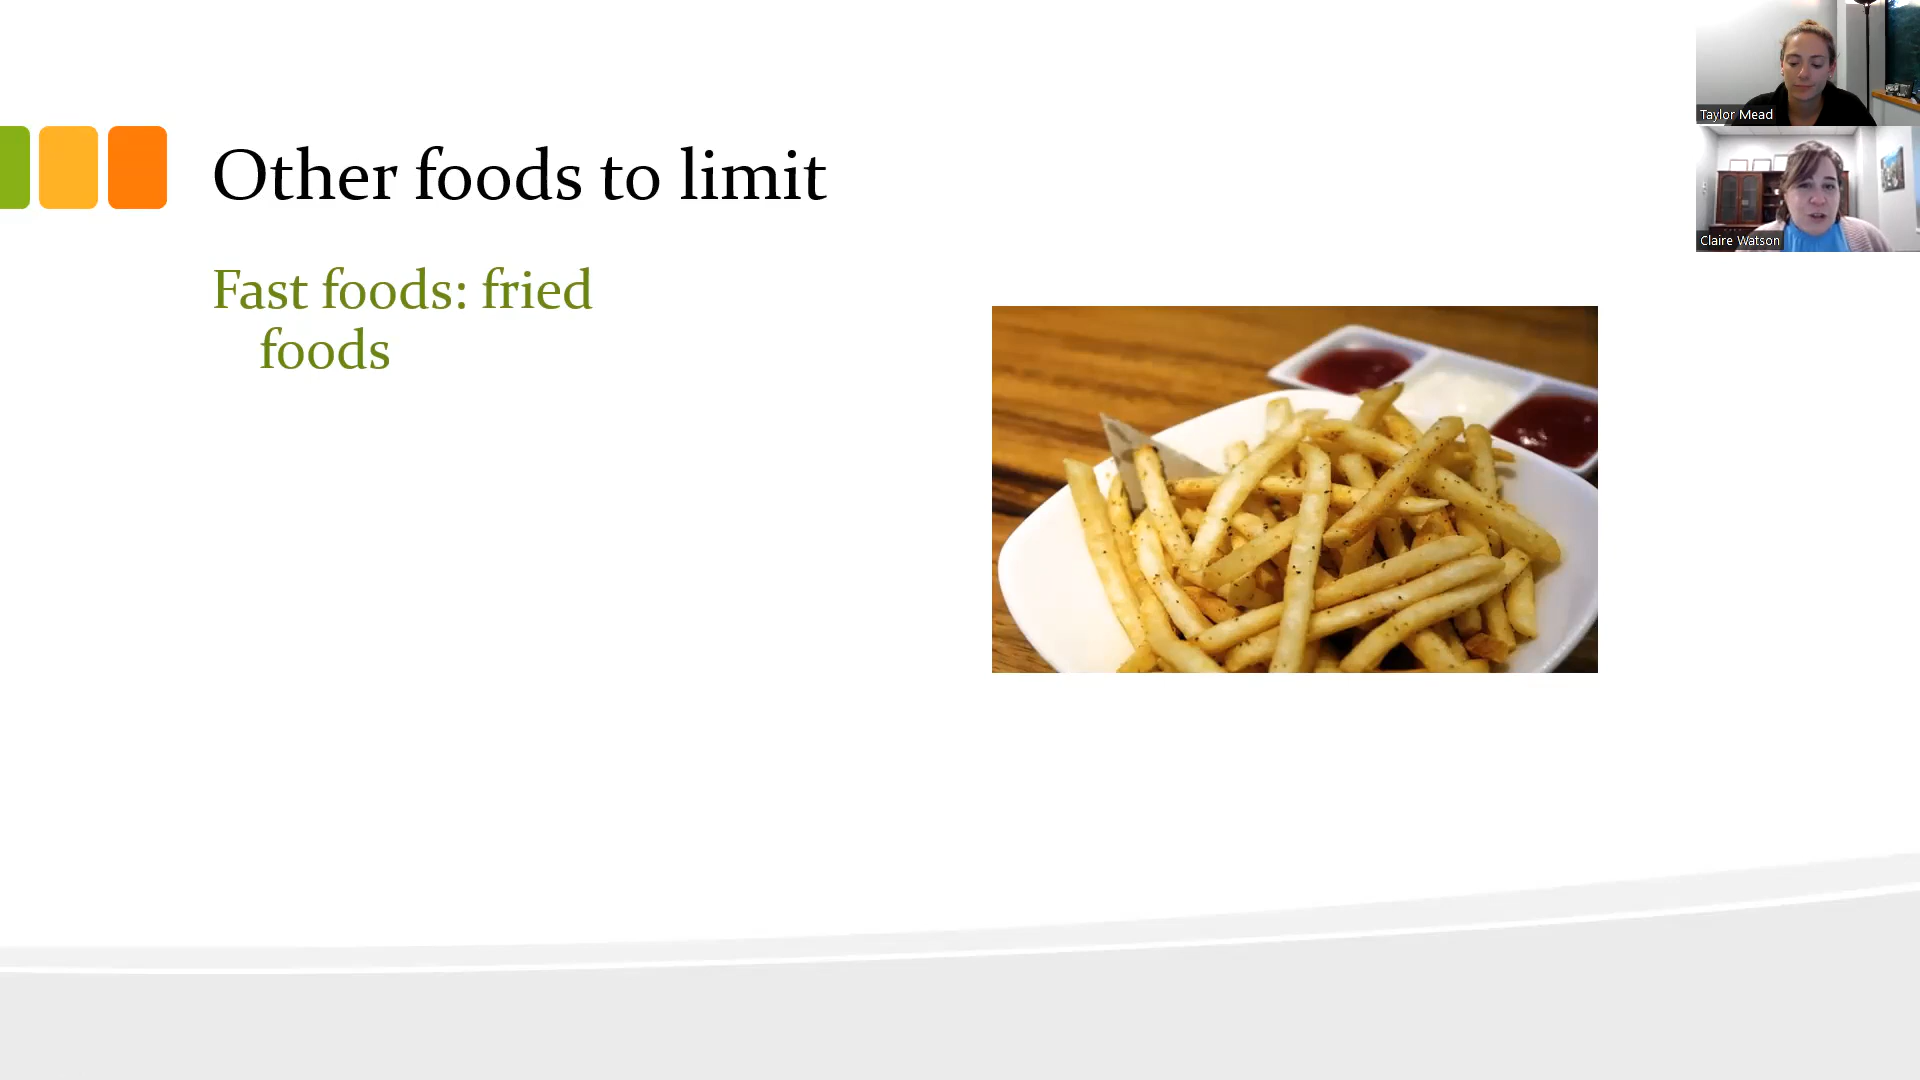 Other foods to limit
Fast foods: fried
foods
Taylor Mead
Claire Watson